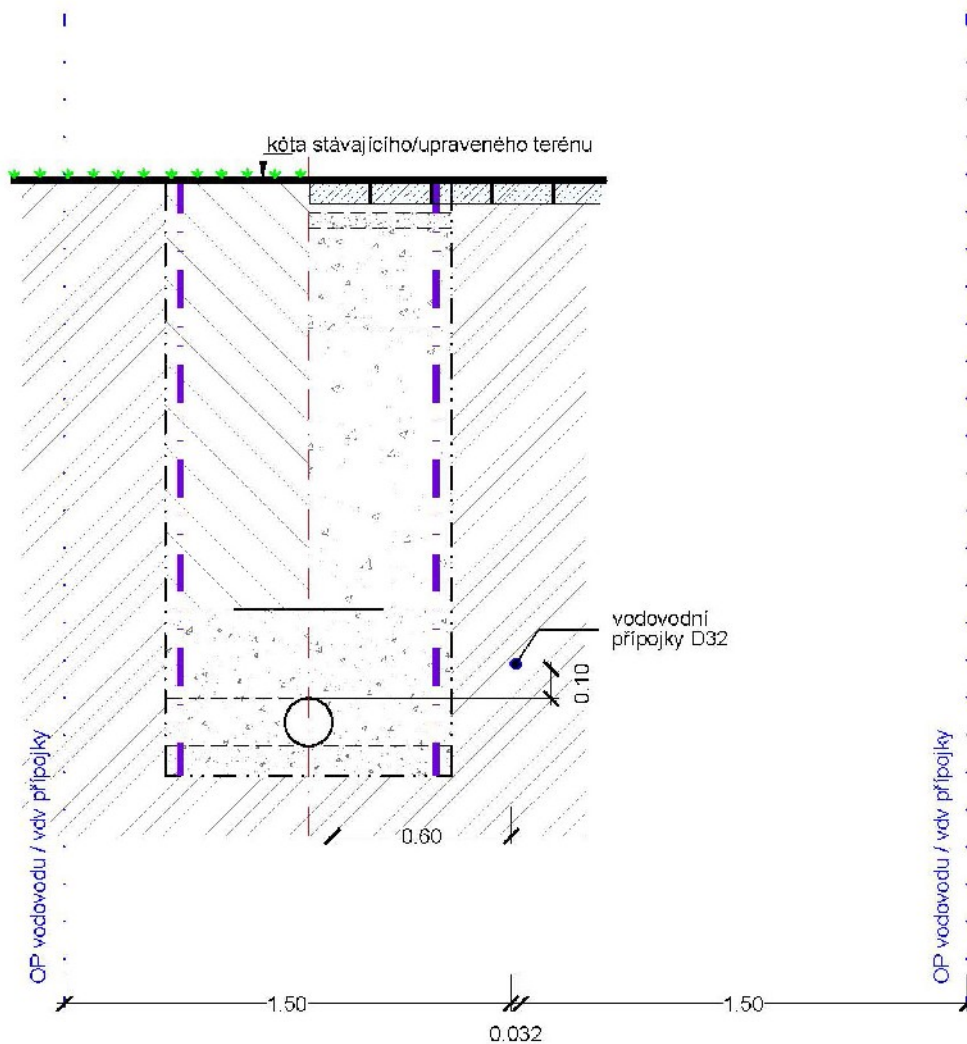 kóta stávajícího/upraveného terénu
vodovodní
přípojky D32
0.10
0.60
OP vodovodu / vdv přípojky
OP vodovodu / vdv přípojky
1.50
1.50
0.032